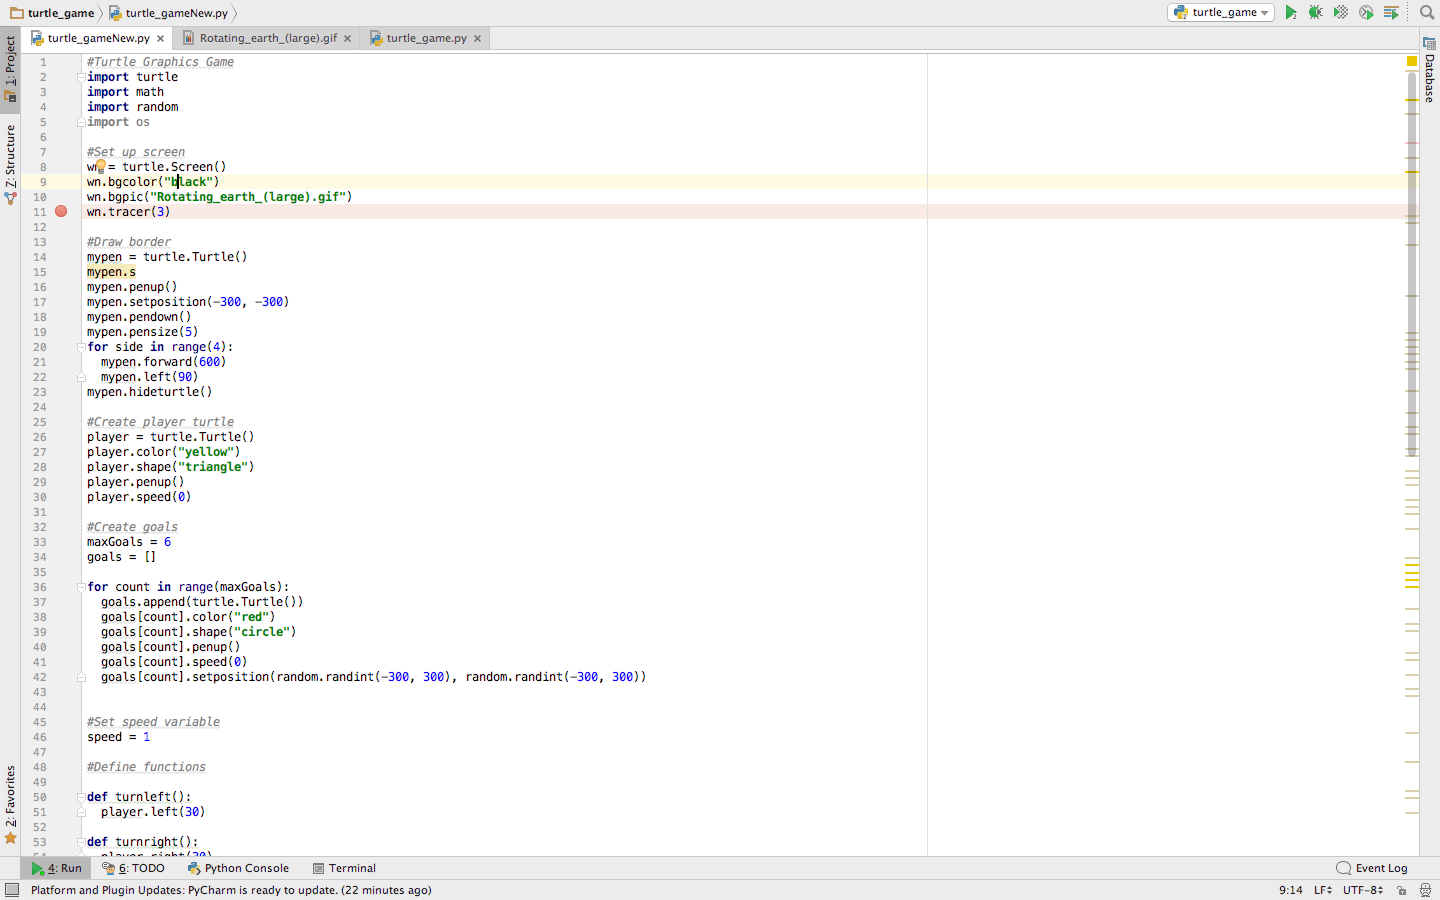 turtle_game turtle_gameNew.py turtle_game
turtle_gameNew.py Rotating_earth_(large).gif turtle_game.py
1: Project
Z: Structure
2: Favorites
Database
1 #Turtle Graphics Game
2 import turtle
3 import math
4 import random
5 import os
6
7 #Set up screen
8 wn = turtle.Screen()
9 wn.bgcolor("black")
10 wn.bgpic("Rotating_earth_(large).gif")
11 wn.tracer(3)
12
13 #Draw border
14 mypen = turtle.Turtle()
15 mypen.s
16 mypen.penup()
17 mypen.setposition(-300, -300)
18 mypen.pendown()
19 mypen.pensize(5)
20 for side in range(4):
21 mypen.forward(600)
22 mypen.left(90)
23 mypen.hideturtle()
24
25 #Create player turtle
26 player = turtle.Turtle()
27 player.color("yellow")
28 player.shape("triangle")
29 player.penup()
30 player.speed(0)
31
32 #Create goals
33 maxGoals = 6
34 goals = []
35
36 for count in range(maxGoals):
37 goals.append(turtle.Turtle())
38 goals[count].color("red")
39 goals[count].shape("circle")
40 goals[count].penup()
41 goals[count].speed(0)
42 goals[count].setposition(random.randint(-300, 300), random.randint(-300, 300))
43
44
45 #Set speed variable
46 speed = 1
47
48 #Define functions
49
50 def turnleft():
51 player.left(30)
52
53 def turnright():
54 player.right(30)
4: Run 6: TODO Python Console Terminal Event Log
Platform and Plugin Updates: PyCharm is ready to update. (22 minutes ago) 9:14 LF UTF-8